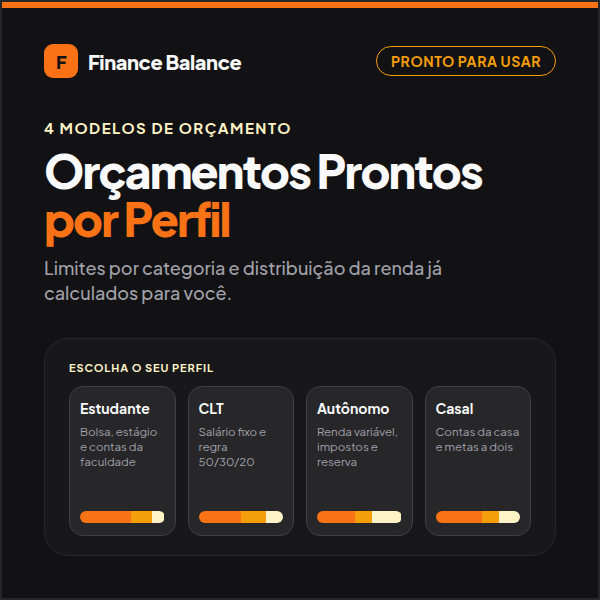 F
Finance Balance
PRONTO PARA USAR
4 MODELOS DE ORÇAMENTO
Orçamentos Prontos
por Perfil
Limites por categoria e distribuição da renda já
calculados para você.
ESCOLHA O SEU PERFIL
Estudante
Bolsa, estágio
e contas da
faculdade
CLT
Salário fixo e
regra
50/30/20
Autônomo
Renda variável,
impostos e
reserva
Casal
Contas da casa
e metas a dois